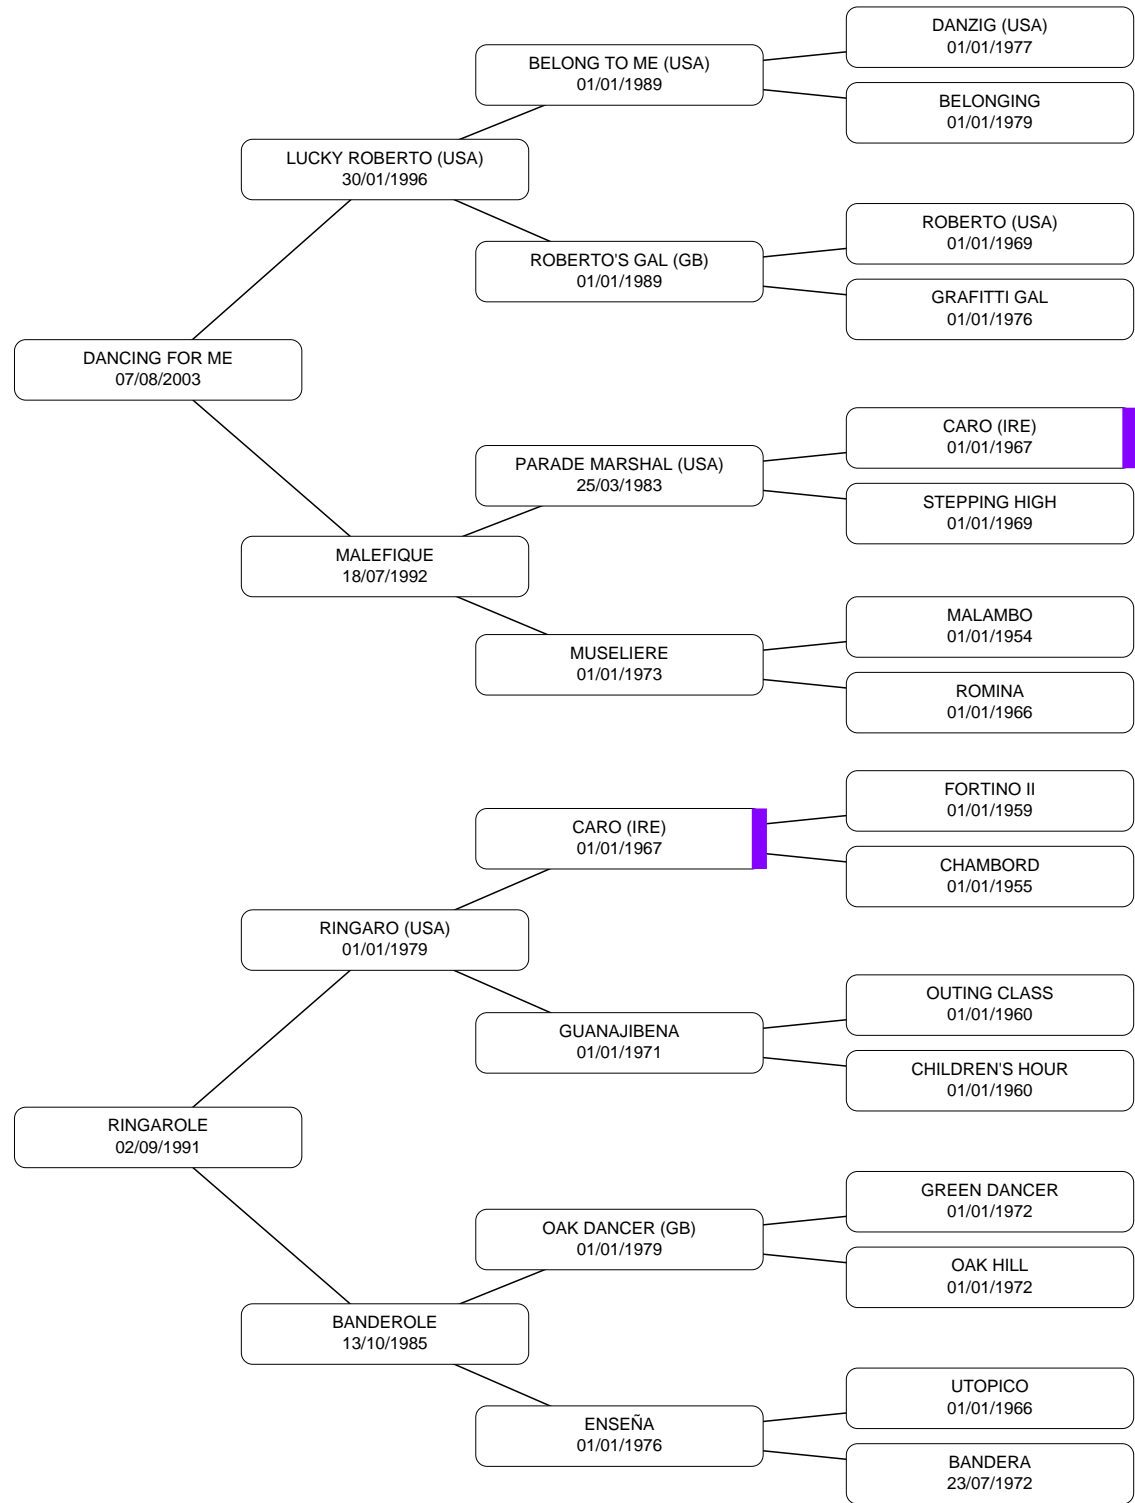 DANZIG (USA)
01/01/1977
BELONG TO ME (USA)
01/01/1989
BELONGING
01/01/1979
LUCKY ROBERTO (USA)
30/01/1996
ROBERTO (USA)
01/01/1969
ROBERTO'S GAL (GB)
01/01/1989
GRAFITTI GAL
01/01/1976
DANCING FOR ME
07/08/2003
CARO (IRE)
01/01/1967
PARADE MARSHAL (USA)
25/03/1983
STEPPING HIGH
01/01/1969
MALEFIQUE
18/07/1992
MALAMBO
01/01/1954
MUSELIERE
01/01/1973
ROMINA
01/01/1966
FORTINO II
01/01/1959
CARO (IRE)
01/01/1967
CHAMBORD
01/01/1955
RINGARO (USA)
01/01/1979
OUTING CLASS
01/01/1960
GUANAJIBENA
01/01/1971
CHILDREN'S HOUR
01/01/1960
RINGAROLE
02/09/1991
GREEN DANCER
01/01/1972
OAK DANCER (GB)
01/01/1979
OAK HILL
01/01/1972
BANDEROLE
13/10/1985
UTOPICO
01/01/1966
ENSEÑA
01/01/1976
BANDERA
23/07/1972